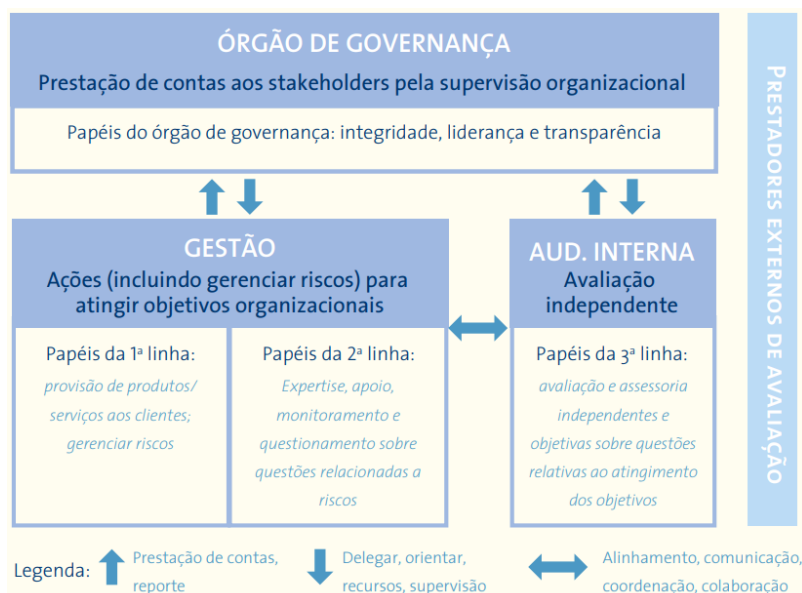 ÓRGÃO DE GOVERNANÇA
Prestação de contas aos stakeholders pela supervisão organizacional
Papéis do órgão de governança: integridade, liderança e transparência
GESTÃO
Ações (incluindo gerenciar riscos) para
atingir objetivos organizacionais
Papéis da 1ª linha:
provisão de produtos/
serviços aos clientes;
gerenciar riscos
Papéis da 2ª linha:
Expertise, apoio,
monitoramento e
questionamento sobre
questões relacionadas a
riscos
AUD. INTERNA
Avaliação
independente
Papéis da 3ª linha:
avaliação e assessoria
independentes e
objetivas sobre questões
relativas ao atingimento
dos objetivos
PRESTADORES EXTERNOS DE AVALIAÇÃO
Legenda:
Prestação de contas,
reporte
Delegar, orientar,
recursos, supervisão
Alinhamento, comunicação,
coordenação, colaboração